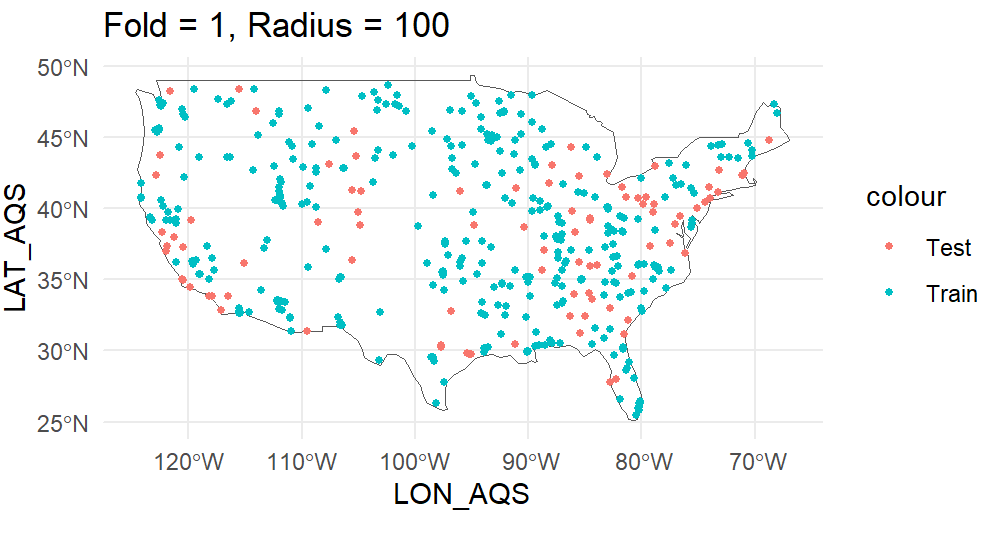 Fold = 1, Radius = 100
50°N
45°N
40°N
35°N
30°N
25°N
LAT_AQS
120°W
110°W
100°W
90°W
80°W
70°W
LON_AQS
colour
Test
Train